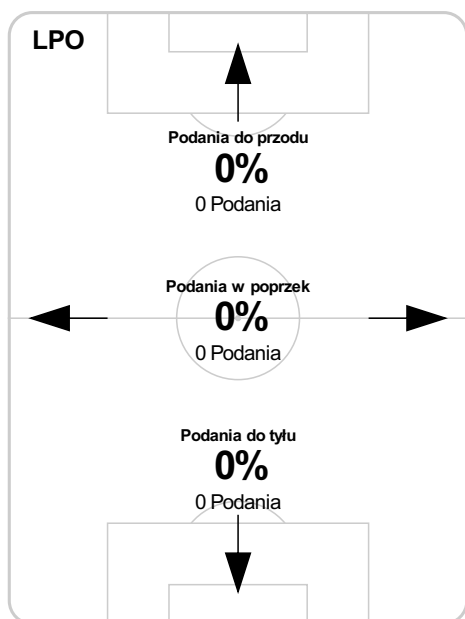 LPO
Podania do przodu
0%
0 Podania
Podania w poprzek
0%
0 Podania
Podania do tyłu
0%
0 Podania